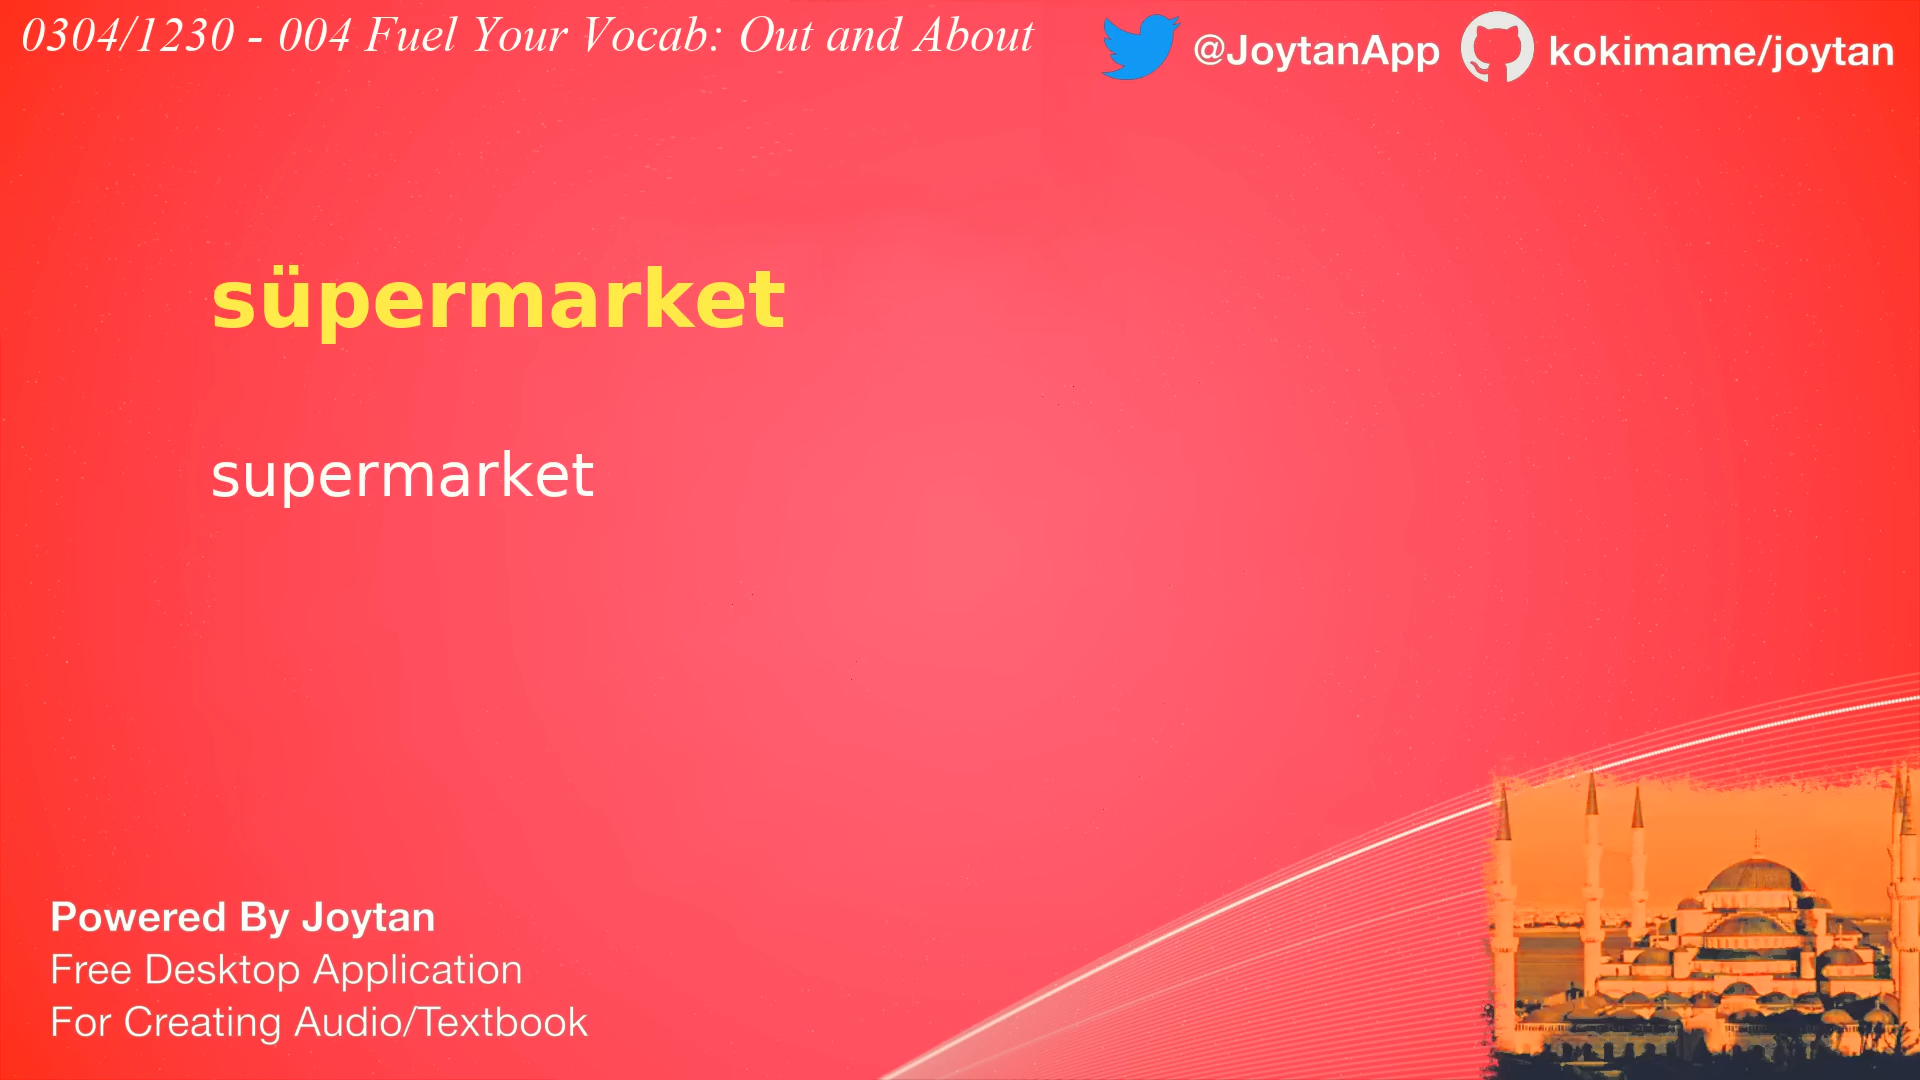 0304/1230 - 004 Fuel Your Vocab: Out and About
@JoytanApp
kokimame/joytan
süpermarket
supermarket
Powered By Joytan
Free Desktop Application
For Creating Audio/Textbook